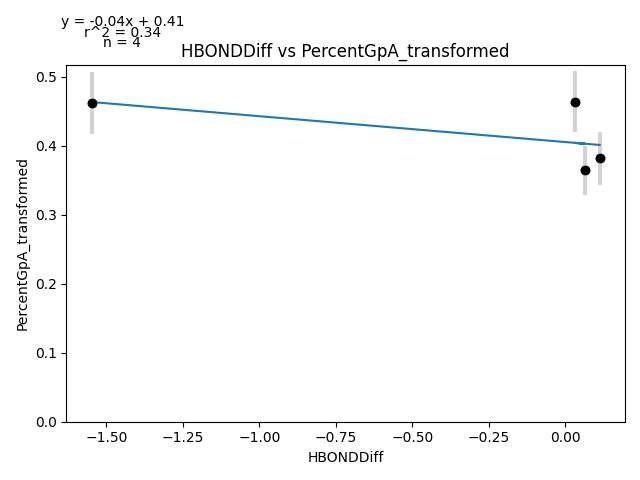 y = -0.04x + 0.41
r^2 = 0.34
n = 4
HBONDDiff vs PercentGpA_transformed
PercentGpA_transformed
0.5
0.4
0.3
0.2
0.1
0.0
−1.50
−1.25
−1.00
−0.75
−0.50
−0.25
0.00
HBONDDiff